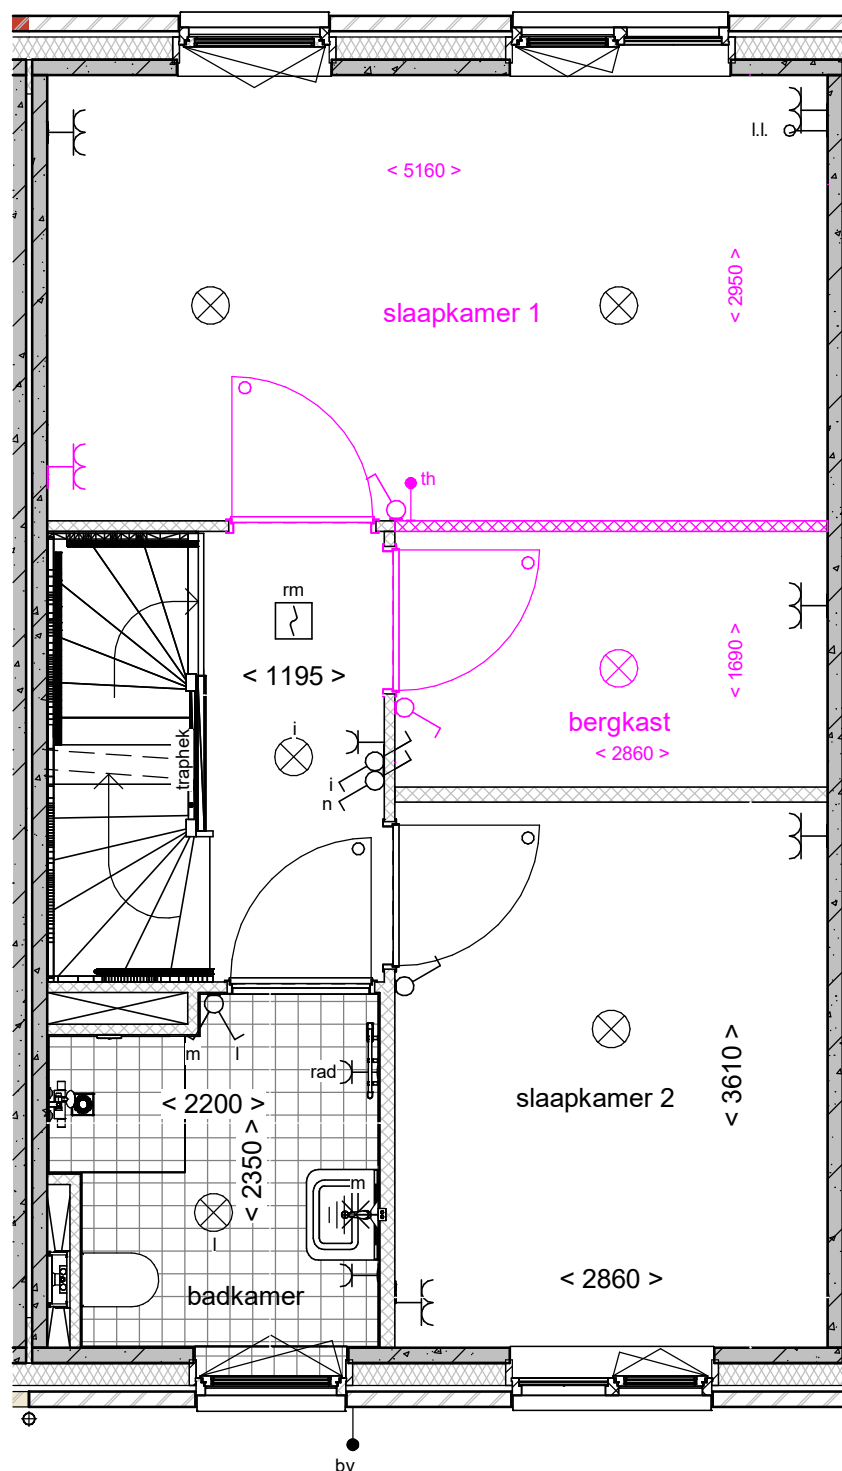 l.l.
< 5160 >
< 2950 >
slaapkamer 1
th
rm
< 1195 >
< 1690 >
bergkast
< 2860 >
i
traphek
i
n
m
l
rad
< 2200 >
< 2350 >
slaapkamer 2
< 3610 >
m
l
badkamer
< 2860 >
bv